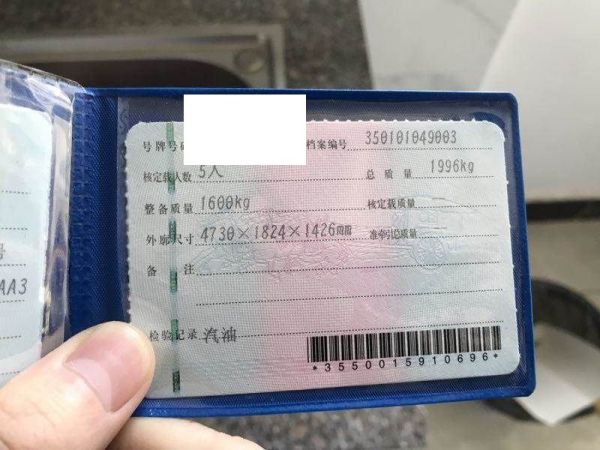 号牌号码 档案编号 350101049003
核定载人数 5人 总质量 1996kg
整备质量 1600kg 核定载质量
外廓尺寸 4730×1824×1426mm 准牵引总质量
备注
检验记录 汽油
*3550015910696*
号
AA3